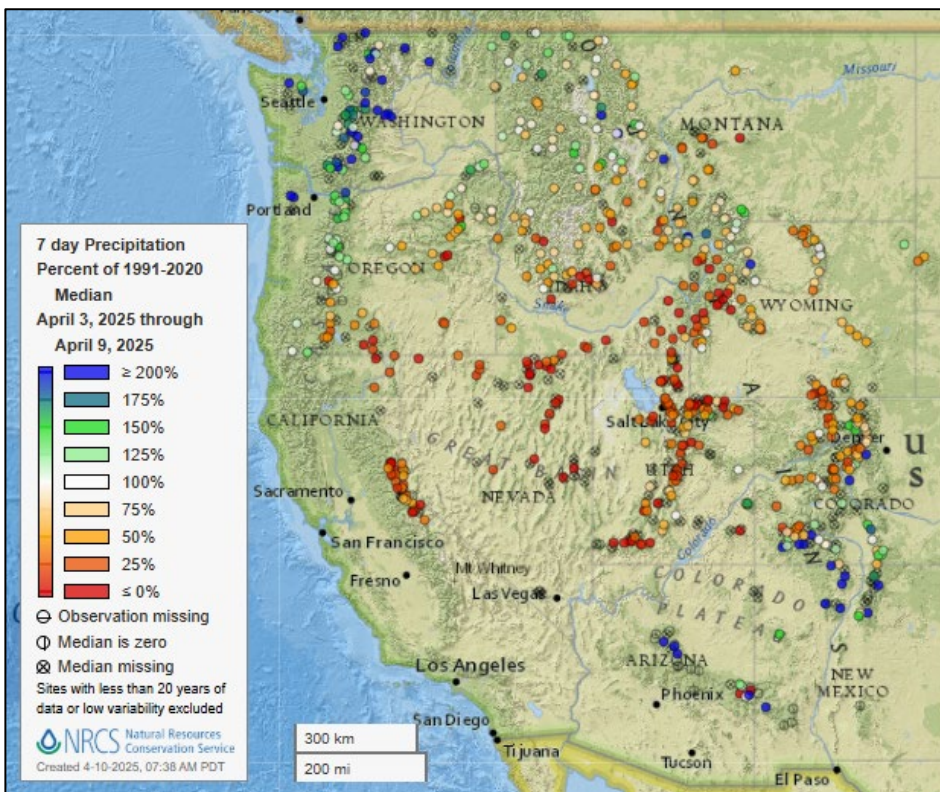 Seattle
WASHINGTON
MONTANA
Missouri
Portland
OREGON
IDAHO
Snake
WYOMING
CALIFORNIA
Salt Lake City
GREAT BASIN
NEVADA
UTAH
Denver
US
COLORADO
Sacramento
San Francisco
Colorado
Mt Whitney
Fresno
Las Vegas
COLORADO
PLATEAU
Los Angeles
ARIZONA
NEW
MEXICO
Phoenix
San Diego
Tijuana
Tucson
El Paso
7 day Precipitation
Percent of 1991-2020
Median
April 3, 2025 through
April 9, 2025
≥ 200%
175%
150%
125%
100%
75%
50%
25%
≤ 0%
Observation missing
Median is zero
Median missing
Sites with less than 20 years of
data or low variability excluded
NRCS Natural Resources
Conservation Service
Created 4-10-2025, 07:38 AM PDT
300 km
200 mi